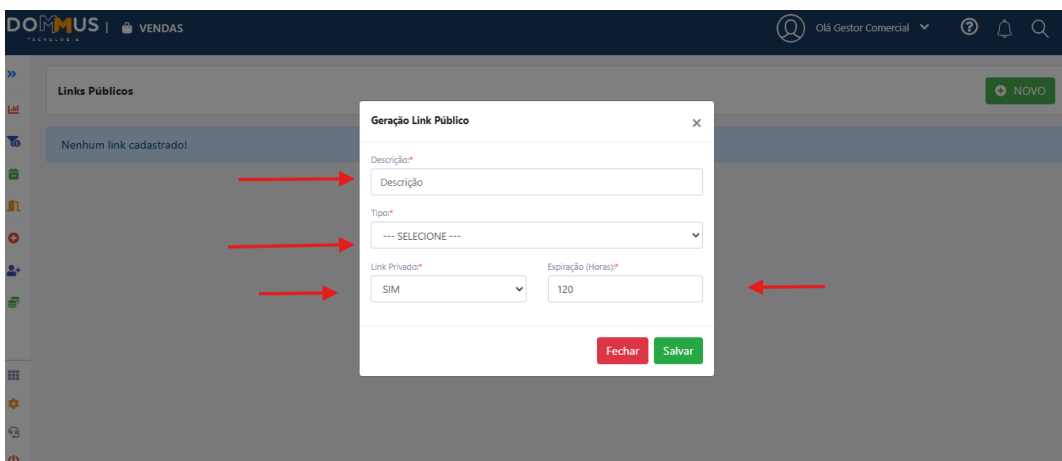 DOMMUS | VENDAS
TECNOLOGIA
Olá Gestor Comercial
Links Públicos
NOVO
Nenhum link cadastrado!
Geração Link Público
×
Descrição:*
Descrição
Tipo:*
--- SELECIONE ---
Link Privado:* Expiração (Horas):*
SIM 120
Fechar Salvar